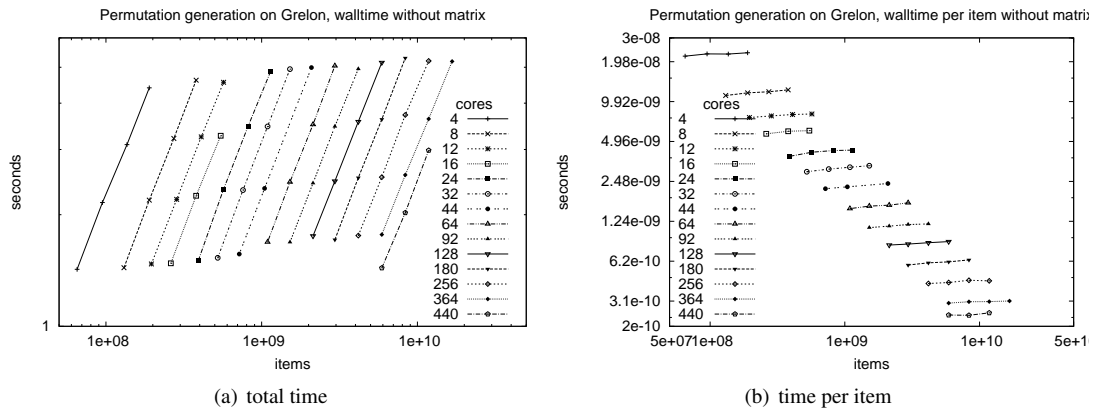 Permutation generation on Grelon, walltime without matrix
seconds
1
1e+08
1e+09
1e+10
items
cores
4
8
12
16
24
32
44
64
92
128
180
256
364
440
(a) total time
Permutation generation on Grelon, walltime per item without matrix
seconds
3e-08
1.98e-08
9.92e-09
4.96e-09
2.48e-09
1.24e-09
6.2e-10
3.1e-10
2e-10
5e+07
1e+08
1e+09
1e+10
5e+1
items
cores
4
8
12
16
24
32
44
64
92
128
180
256
364
440
(b) time per item